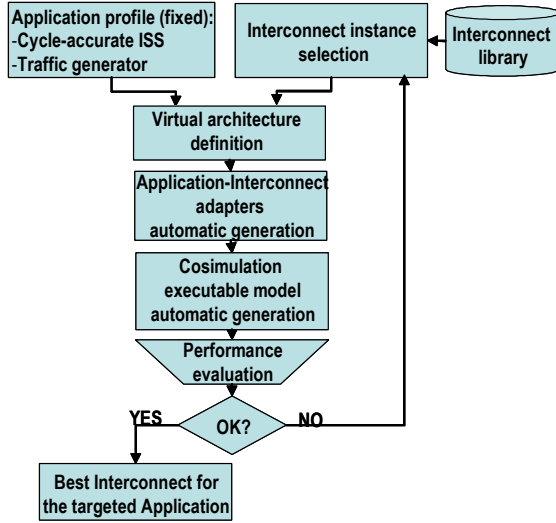 Application profile (fixed):
-Cycle-accurate ISS
-Traffic generator
Interconnect instance
selection
Interconnect
library
Virtual architecture
definition
Application-Interconnect
adapters
automatic generation
Cosimulation
executable model
automatic generation
Performance
evaluation
YES
OK?
NO
Best Interconnect for
the targeted Application